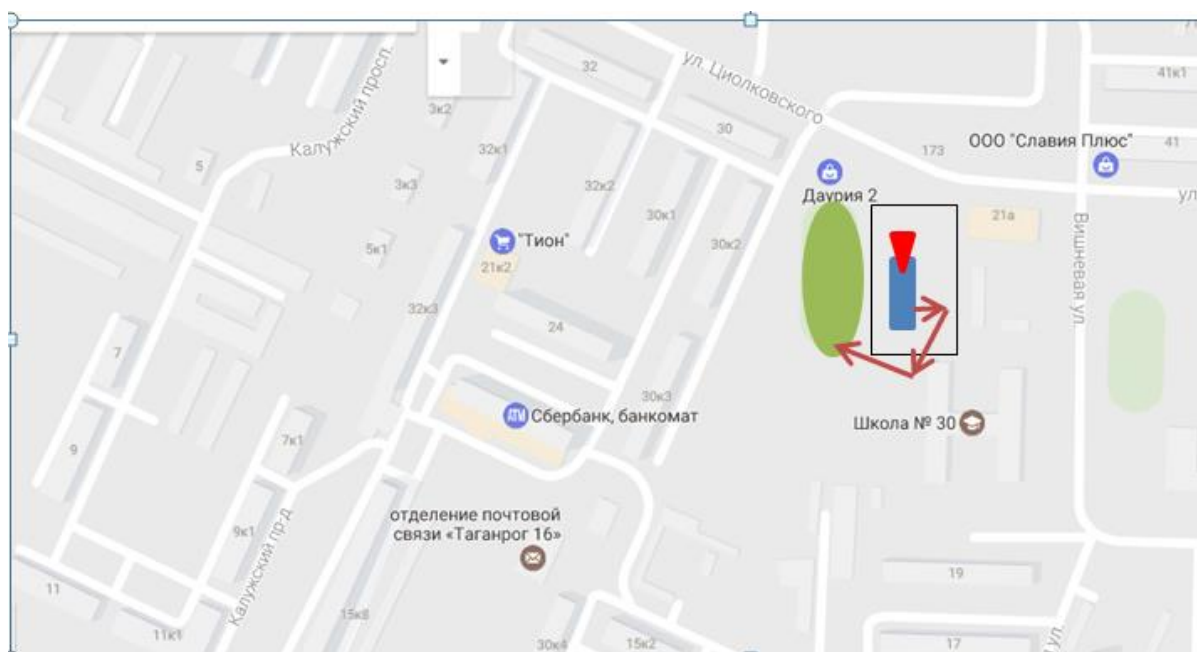 32
ул. Циолковского
41к1
3к2
30
Калужский просп.
173
ООО "Славия Плюс"
41
32к1
5
3к3
32к2
Даурия 2
ул
30к1
21а
"Тион"
5к1
30к2
Вишневая ул.
21к2
32к3
24
7
30к3
Сбербанк, банкомат
Школа № 30
7к1
9
отделение почтовой
связи «Таганрог 16»
9к1
Калужский пр-д
19
11
15к8
11к1
30к4
15к2
17
ул.